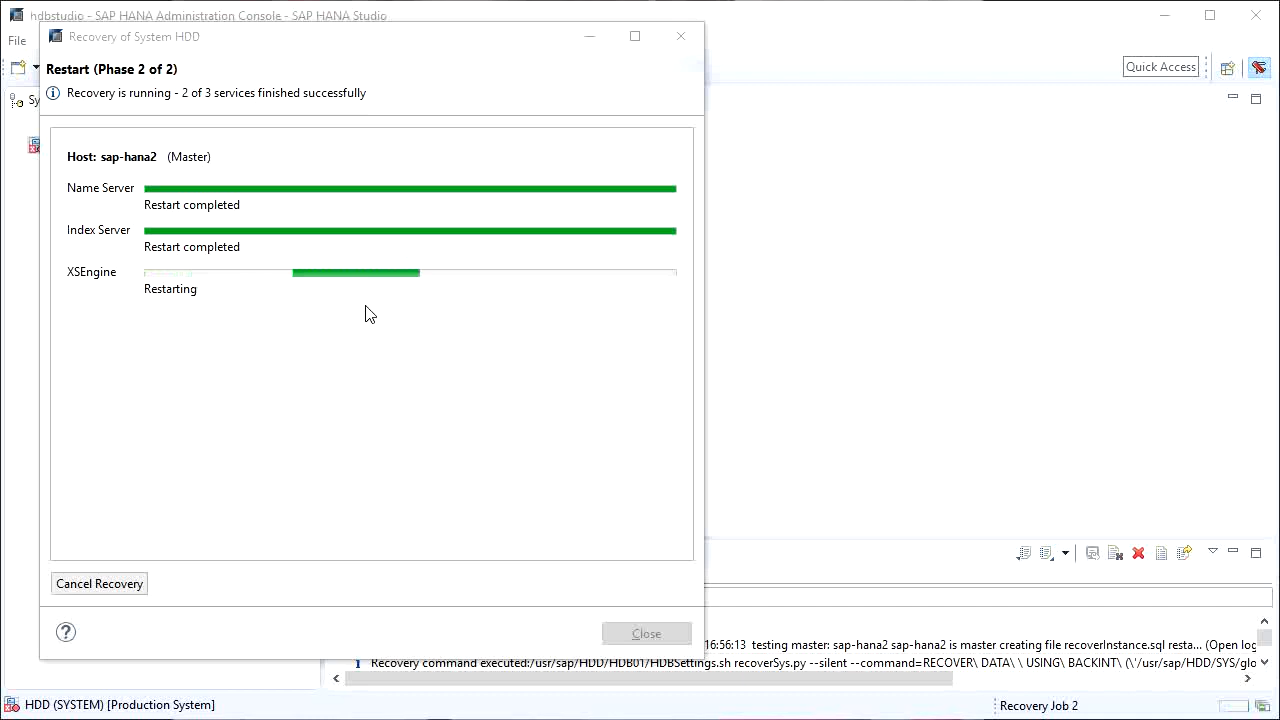 hdbstudio - SAP HANA Administration Console - SAP HANA Studio
Recovery of System HDD
File
Restart (Phase 2 of 2)
Quick Access
Recovery is running - 2 of 3 services finished successfully
Sy
Host: sap-hana2 (Master)
Name Server
Restart completed
Index Server
Restart completed
XSEngine
Restarting
Cancel Recovery
Close
16:56:13 testing master: sap-hana2 sap-hana2 is master creating file recoverInstance.sql resta... (Open log
Recovery command executed:/usr/sap/HDD/HDB01/HDBSettings.sh recoverSys.py --silent --command=RECOVER\ DATA\ \ USING\ BACKINT\ (\'/usr/sap/HDD/SYS/glo
HDD (SYSTEM) [Production System]
Recovery Job 2